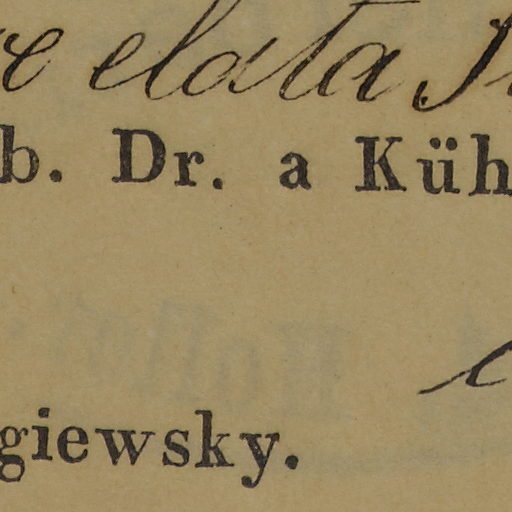 elata
b. Dr. a Küh
giewsky.